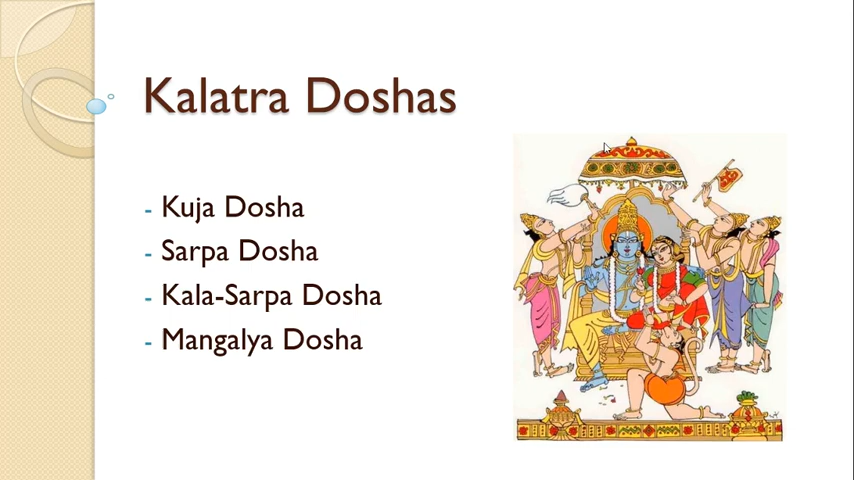 Kalatra Doshas
- Kuja Dosha
- Sarpa Dosha
- Kala-Sarpa Dosha
- Mangalya Dosha